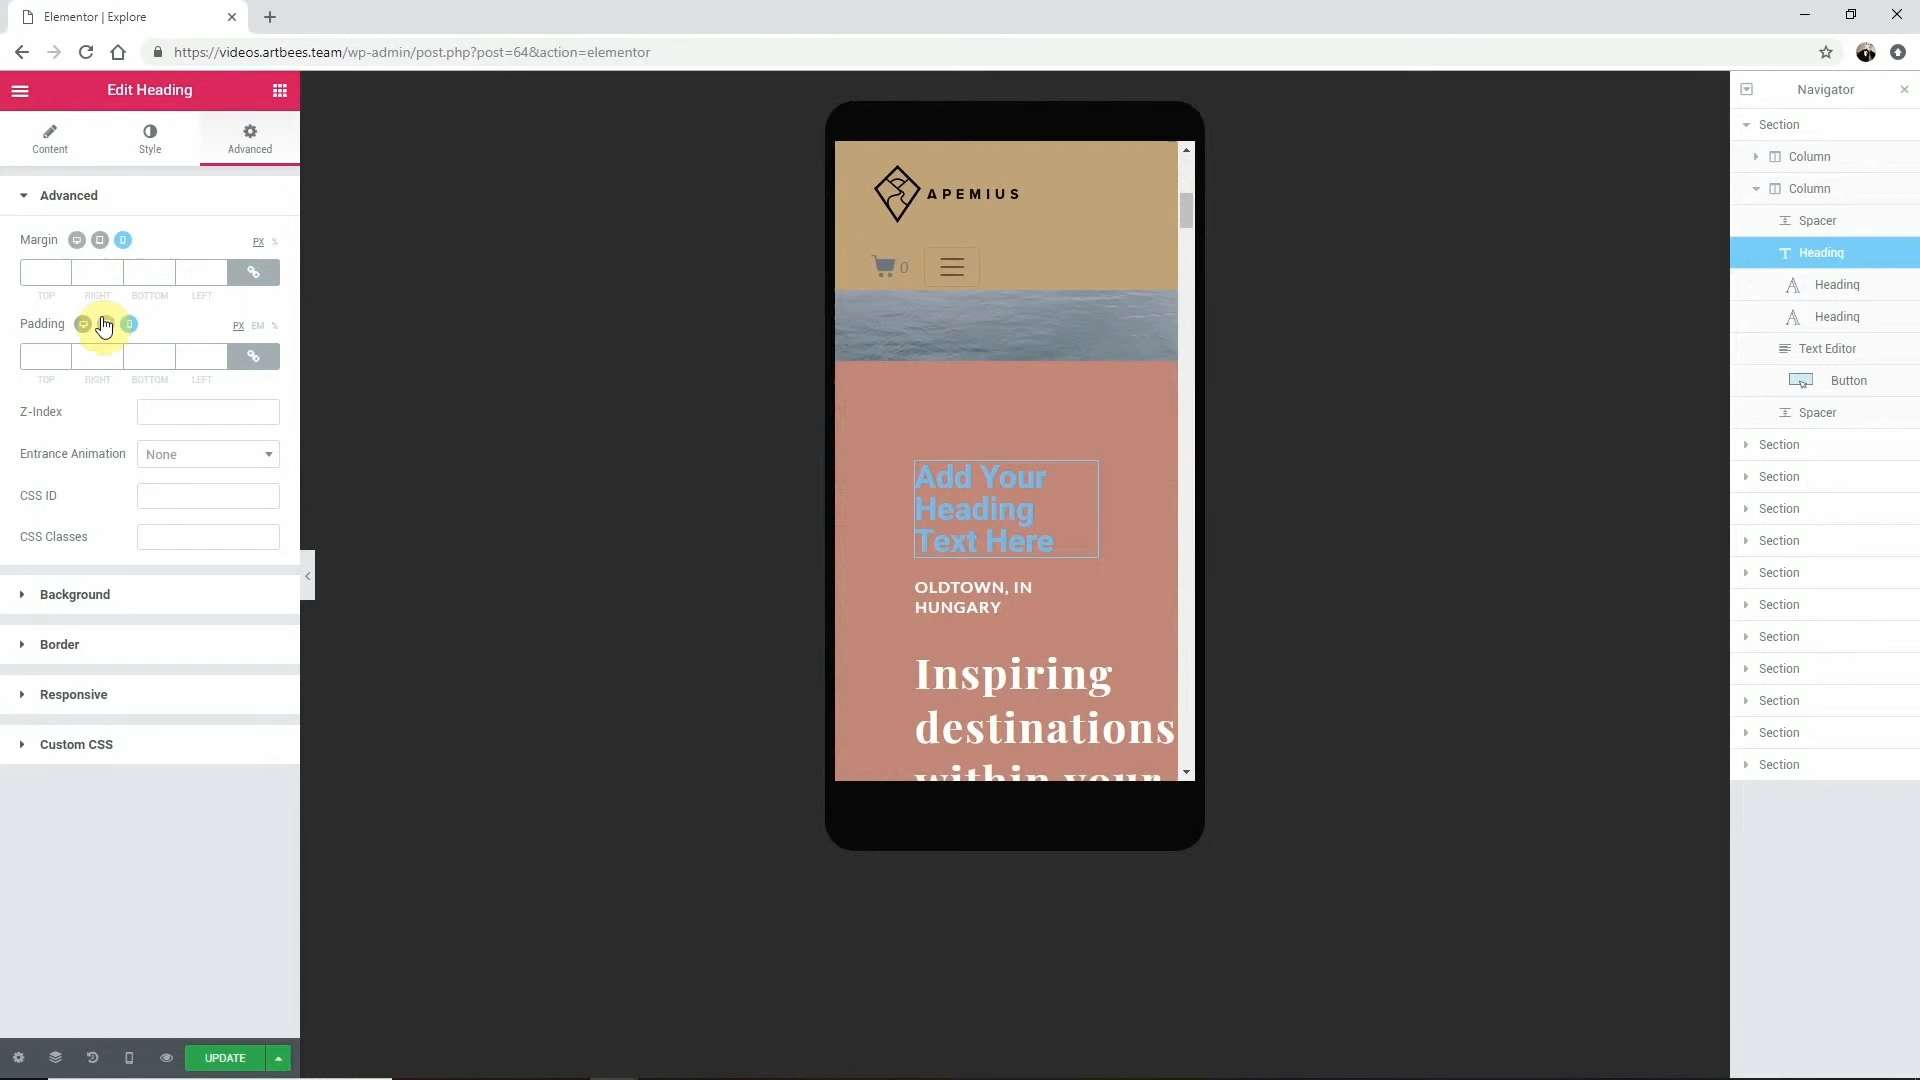 Elementor | Explore
https://videos.artbees.team/wp-admin/post.php?post=64&action=elementor
Edit Heading
Content
Style
Advanced
Advanced
Margin
PX %
TOP RIGHT BOTTOM LEFT
Padding
PX EM %
TOP RIGHT BOTTOM LEFT
Z-Index
Entrance Animation
None
CSS ID
CSS Classes
Background
Border
Responsive
Custom CSS
UPDATE
APEMIUS
0
Add Your
Heading
Text Here
OLDTOWN, IN
HUNGARY
Inspiring
destinations
within your
Navigator
Section
Column
Column
Spacer
Heading
Heading
Heading
Text Editor
Button
Spacer
Section
Section
Section
Section
Section
Section
Section
Section
Section
Section
Section